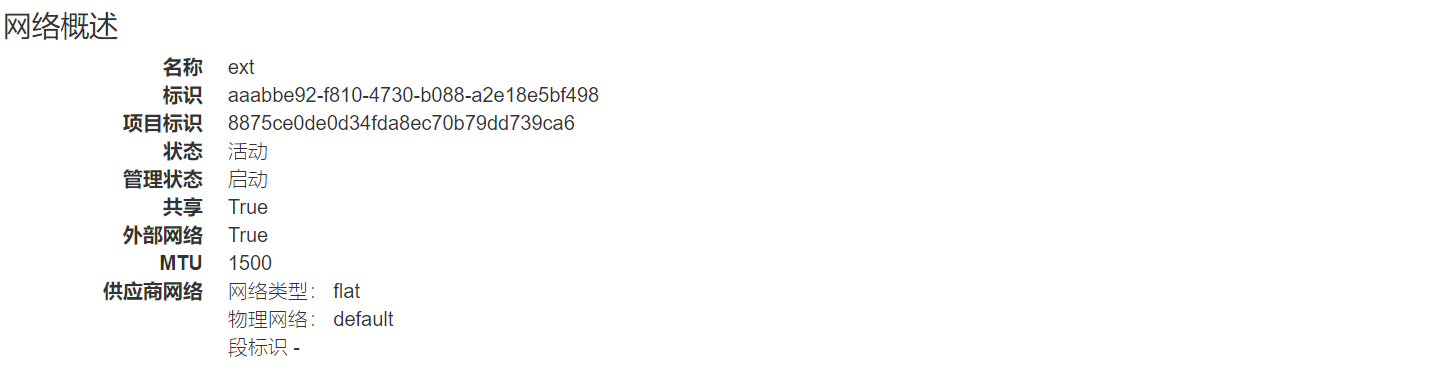 网络概述
名称 ext
标识 aaabbe92-f810-4730-b088-a2e18e5bf498
项目标识 8875ce0de0d34fda8ec70b79dd739ca6
状态 活动
管理状态 启动
共享 True
外部网络 True
MTU 1500
供应商网络 网络类型： flat
物理网络： default
段标识 -